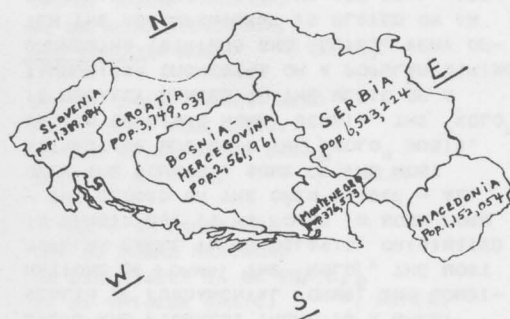 N
E
SLOVENIA
pop. 1,389,084
CROATIA
pop. 3,749,039
BOSNIA
HERCEGOVINA
pop. 2,561,961
SERBIA
pop. 6,523,224
Montenegro
MACEDONIA
Pop. 1,152,054
W
S